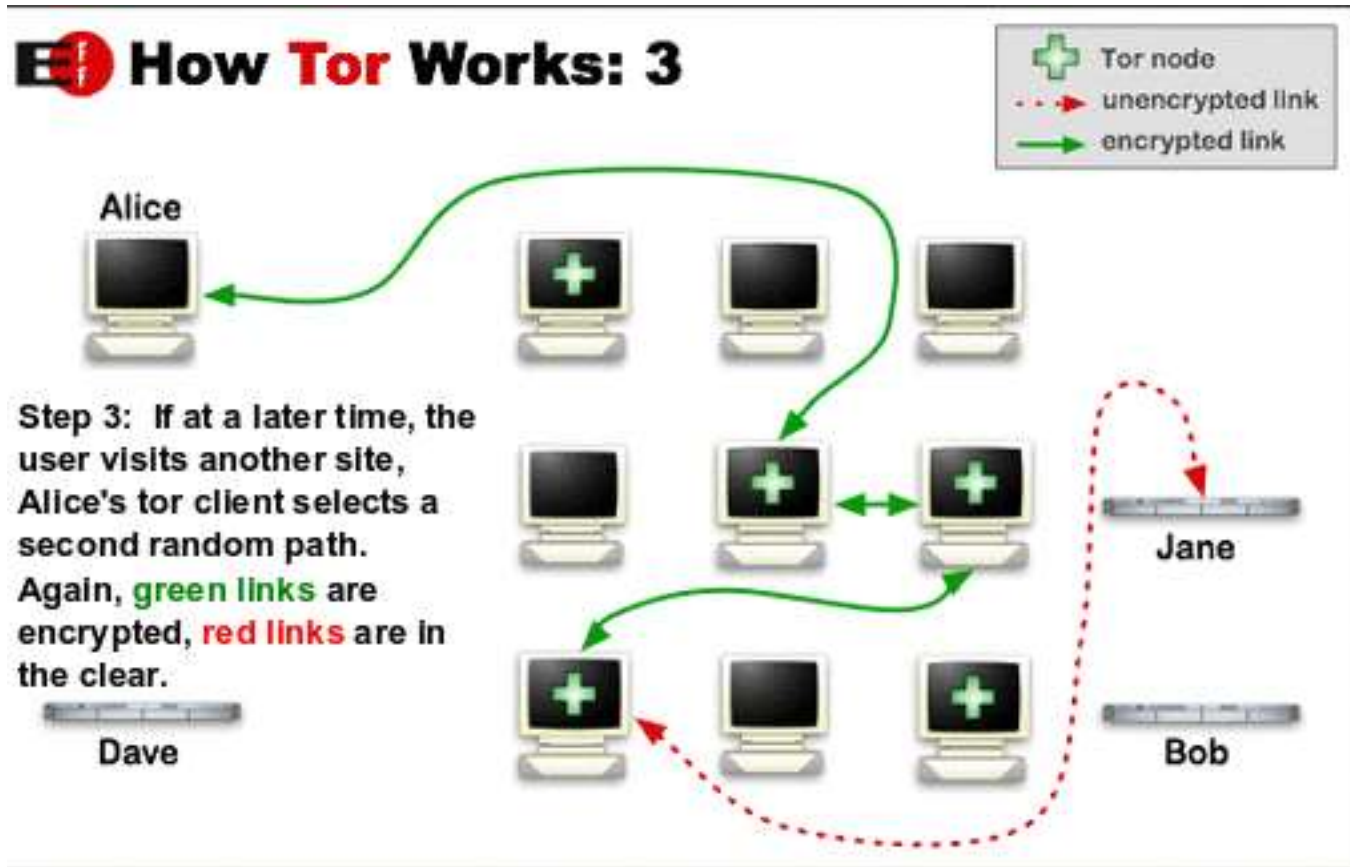 EFF How Tor Works: 3
Tor node
unencrypted link
encrypted link
Alice
Step 3: If at a later time, the
user visits another site,
Alice's tor client selects a
second random path.
Again, green links are
encrypted, red links are in
the clear.
Jane
Dave
Bob